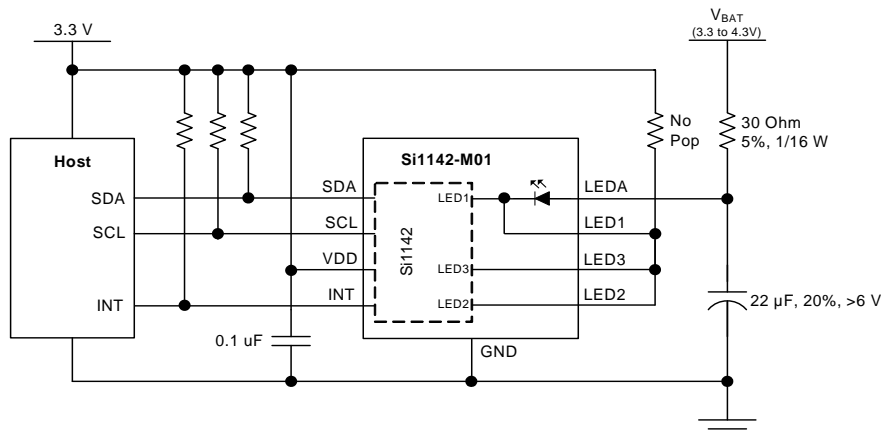 3.3 V
VBAT
(3.3 to 4.3V)
No
Pop
30 Ohm
5%, 1/16 W
Host
Si1142-M01
SDA
SDA
LED1
LEDA
SCL
SCL
LED1
Si1142
VDD
LED3
LED3
INT
INT
LED2
LED2
22 µF, 20%, >6 V
0.1 uF
GND